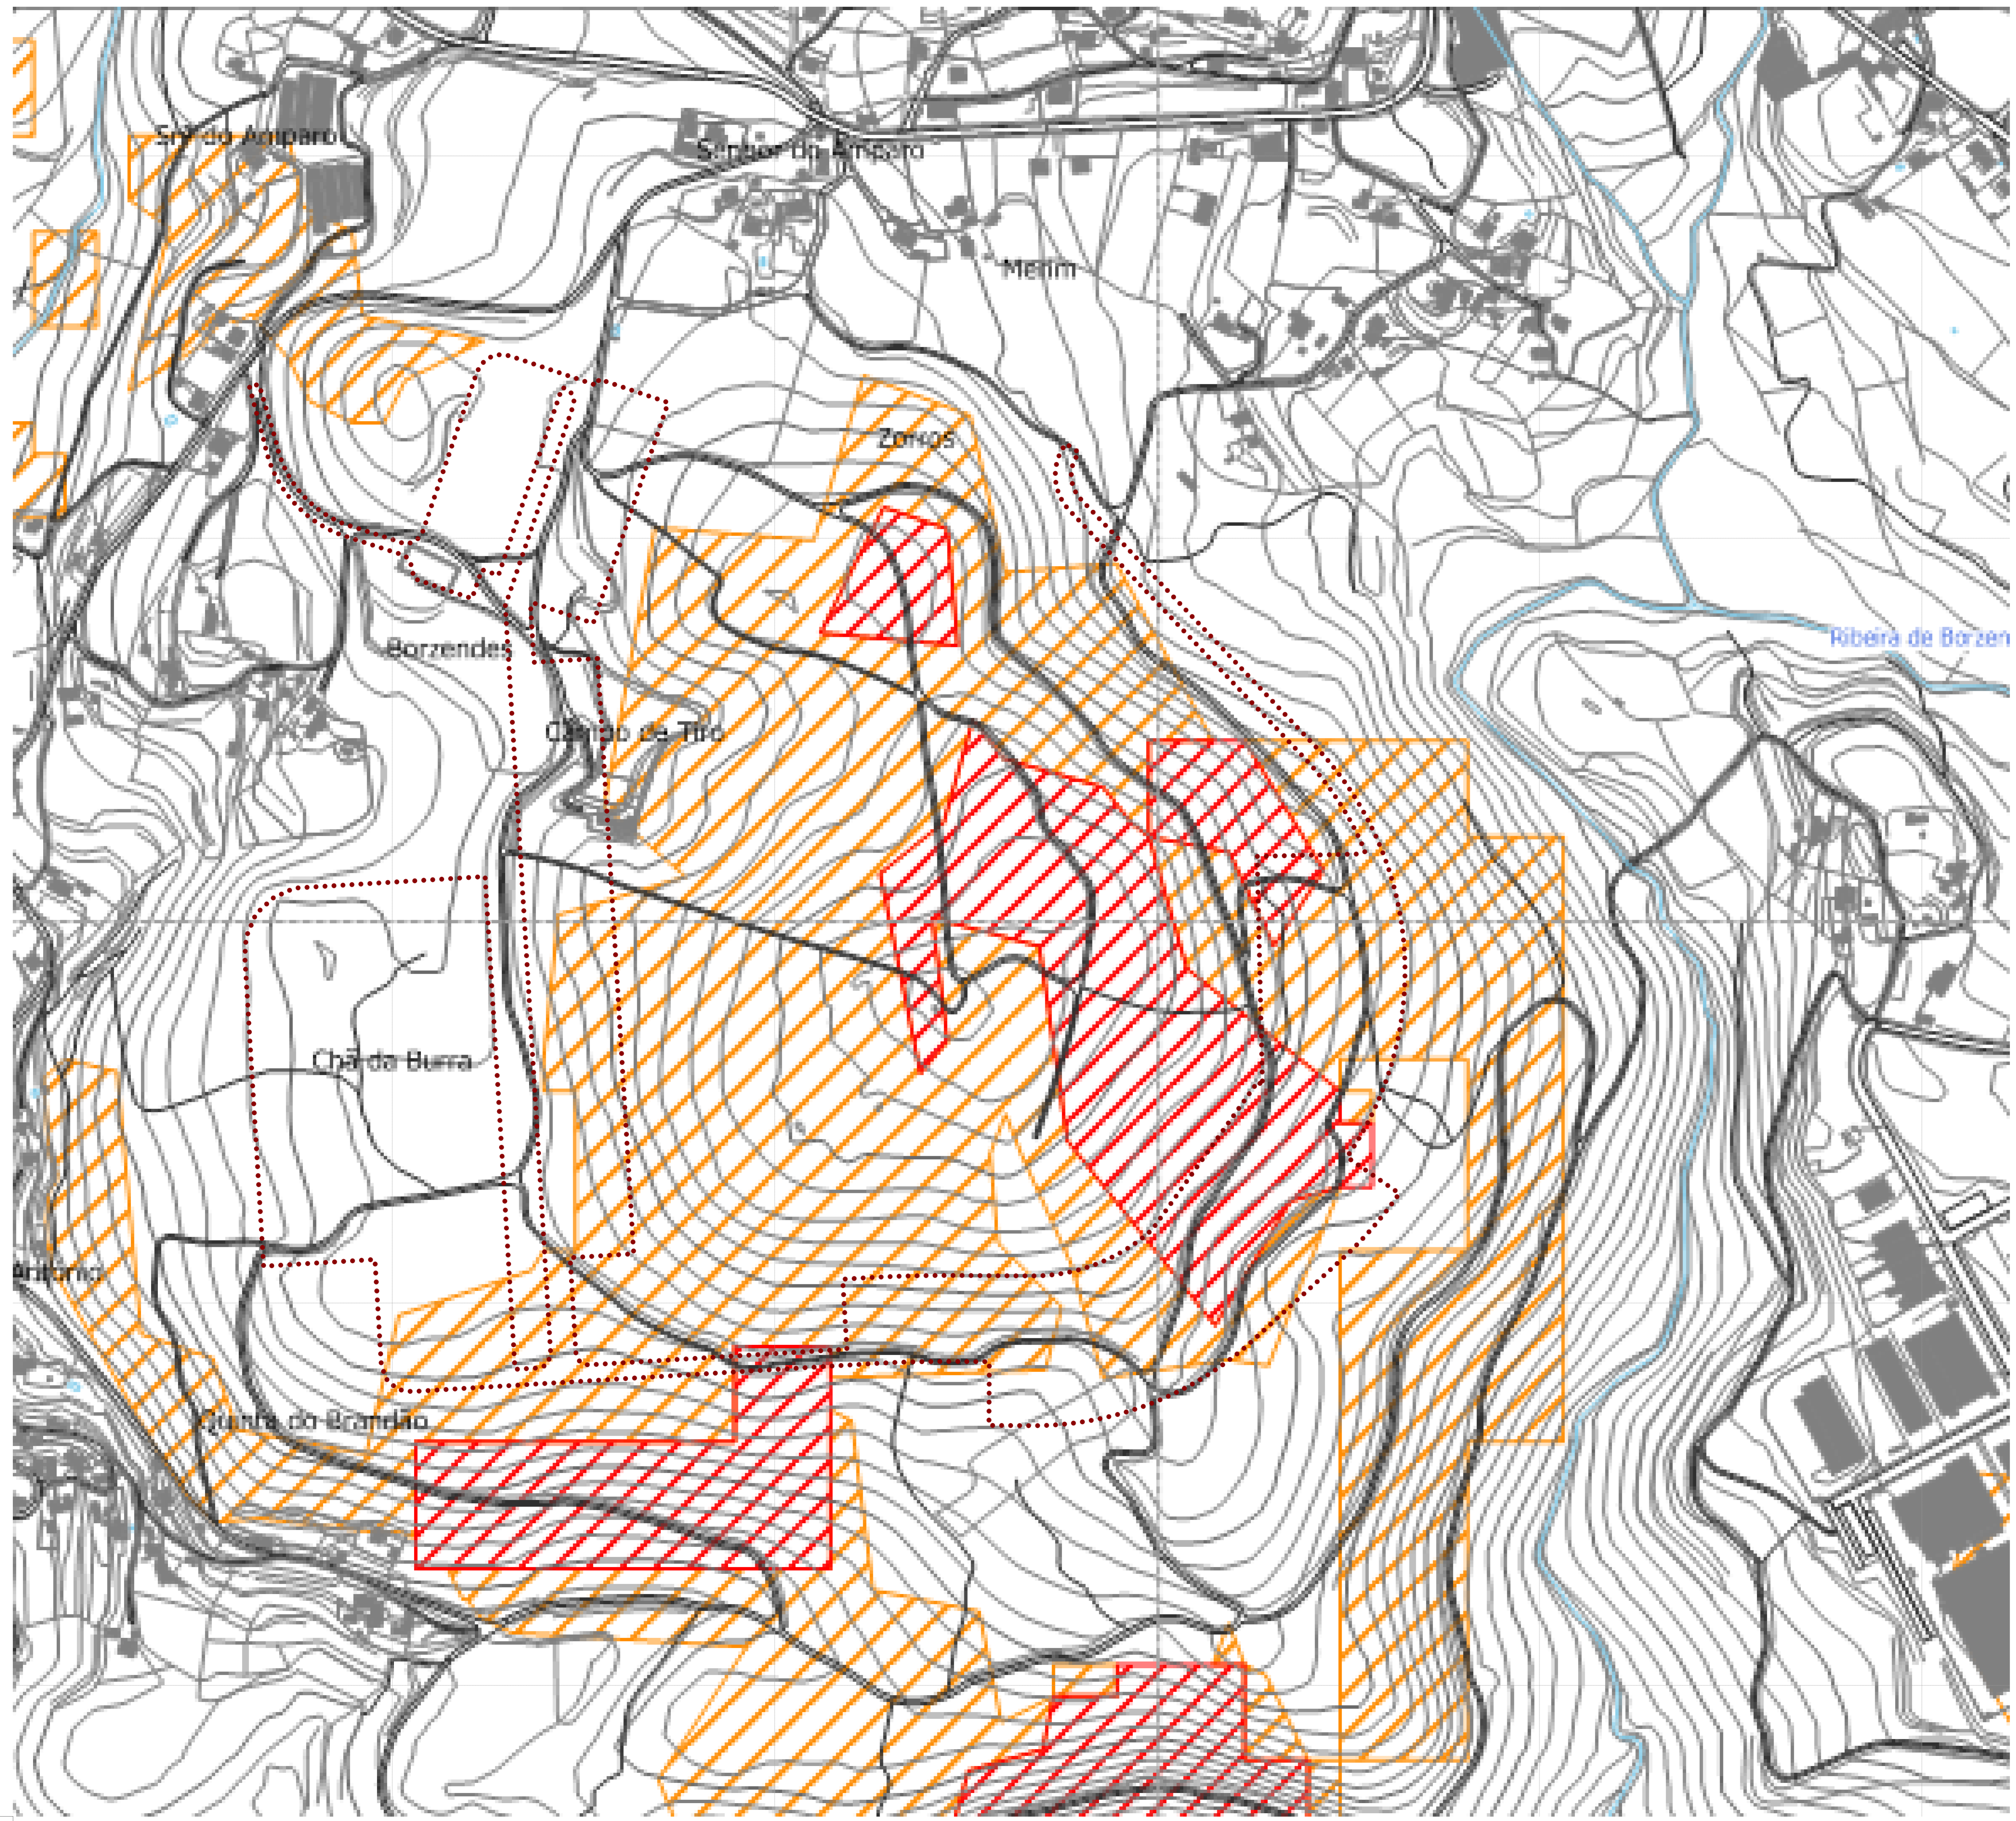 Sr.ª do Amparo
Senhor do Amparo
Merim
Zorros
Ribeira de Borzen
Borzendes
Campo de Tiro
Chã da Burra
António
Quinta do Brandão